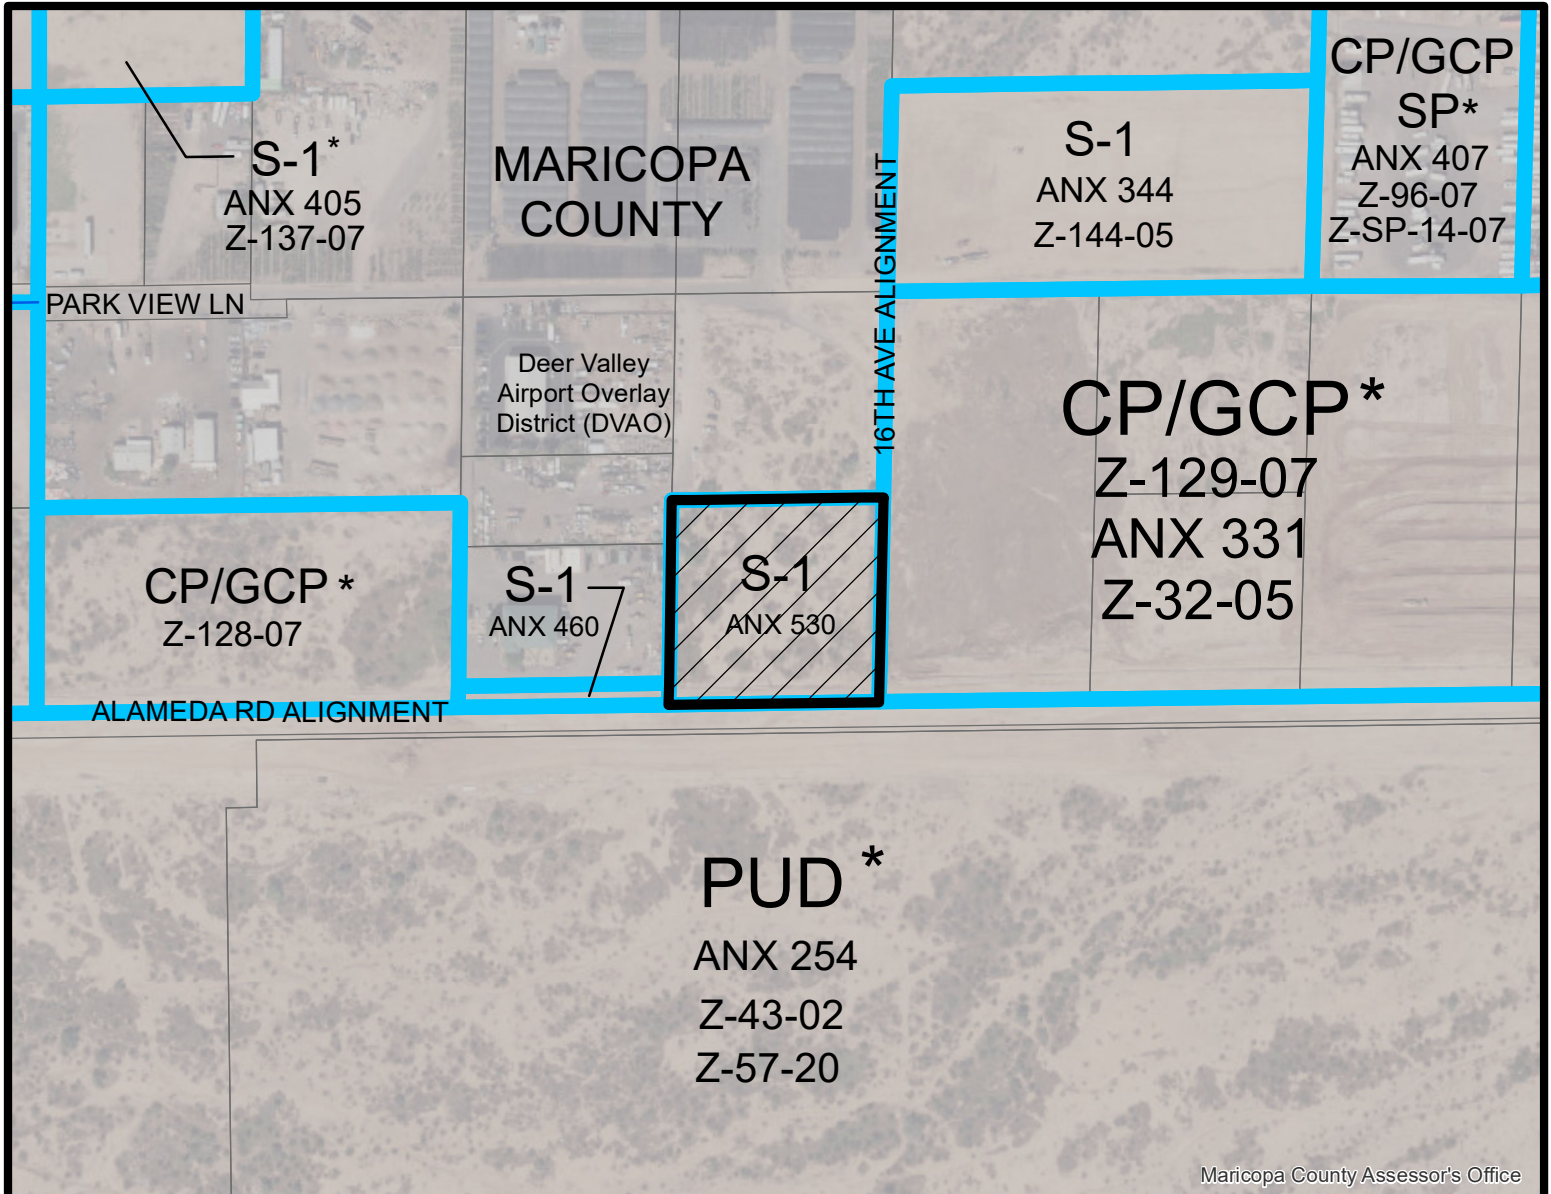 CP/GCP
SP*
ANX 407
Z-96-07
Z-SP-14-07
S-1*
ANX 405
Z-137-07
MARICOPA
COUNTY
S-1
ANX 344
Z-144-05
16TH AVE ALIGNMENT
PARK VIEW LN
Deer Valley
Airport Overlay
District (DVAO)
CP/GCP*
Z-129-07
ANX 331
Z-32-05
CP/GCP*
Z-128-07
S-1
ANX 460
S-1
ANX 530
ALAMEDA RD ALIGNMENT
PUD*
ANX 254
Z-43-02
Z-57-20
Maricopa County Assessor's Office